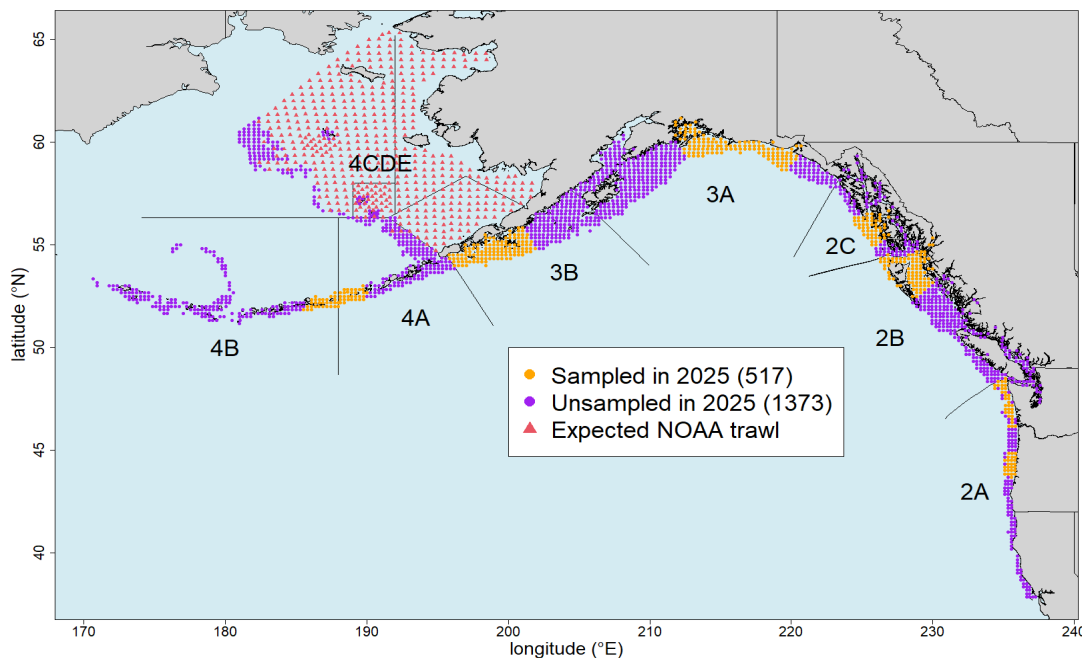 65
60
55
50
45
40
latitude (°N)
4CDE
3A
2C
3B
4A
2B
4B
Sampled in 2025 (517)
Unsampled in 2025 (1373)
Expected NOAA trawl
2A
170
180
190
200
210
220
230
240
longitude (°E)